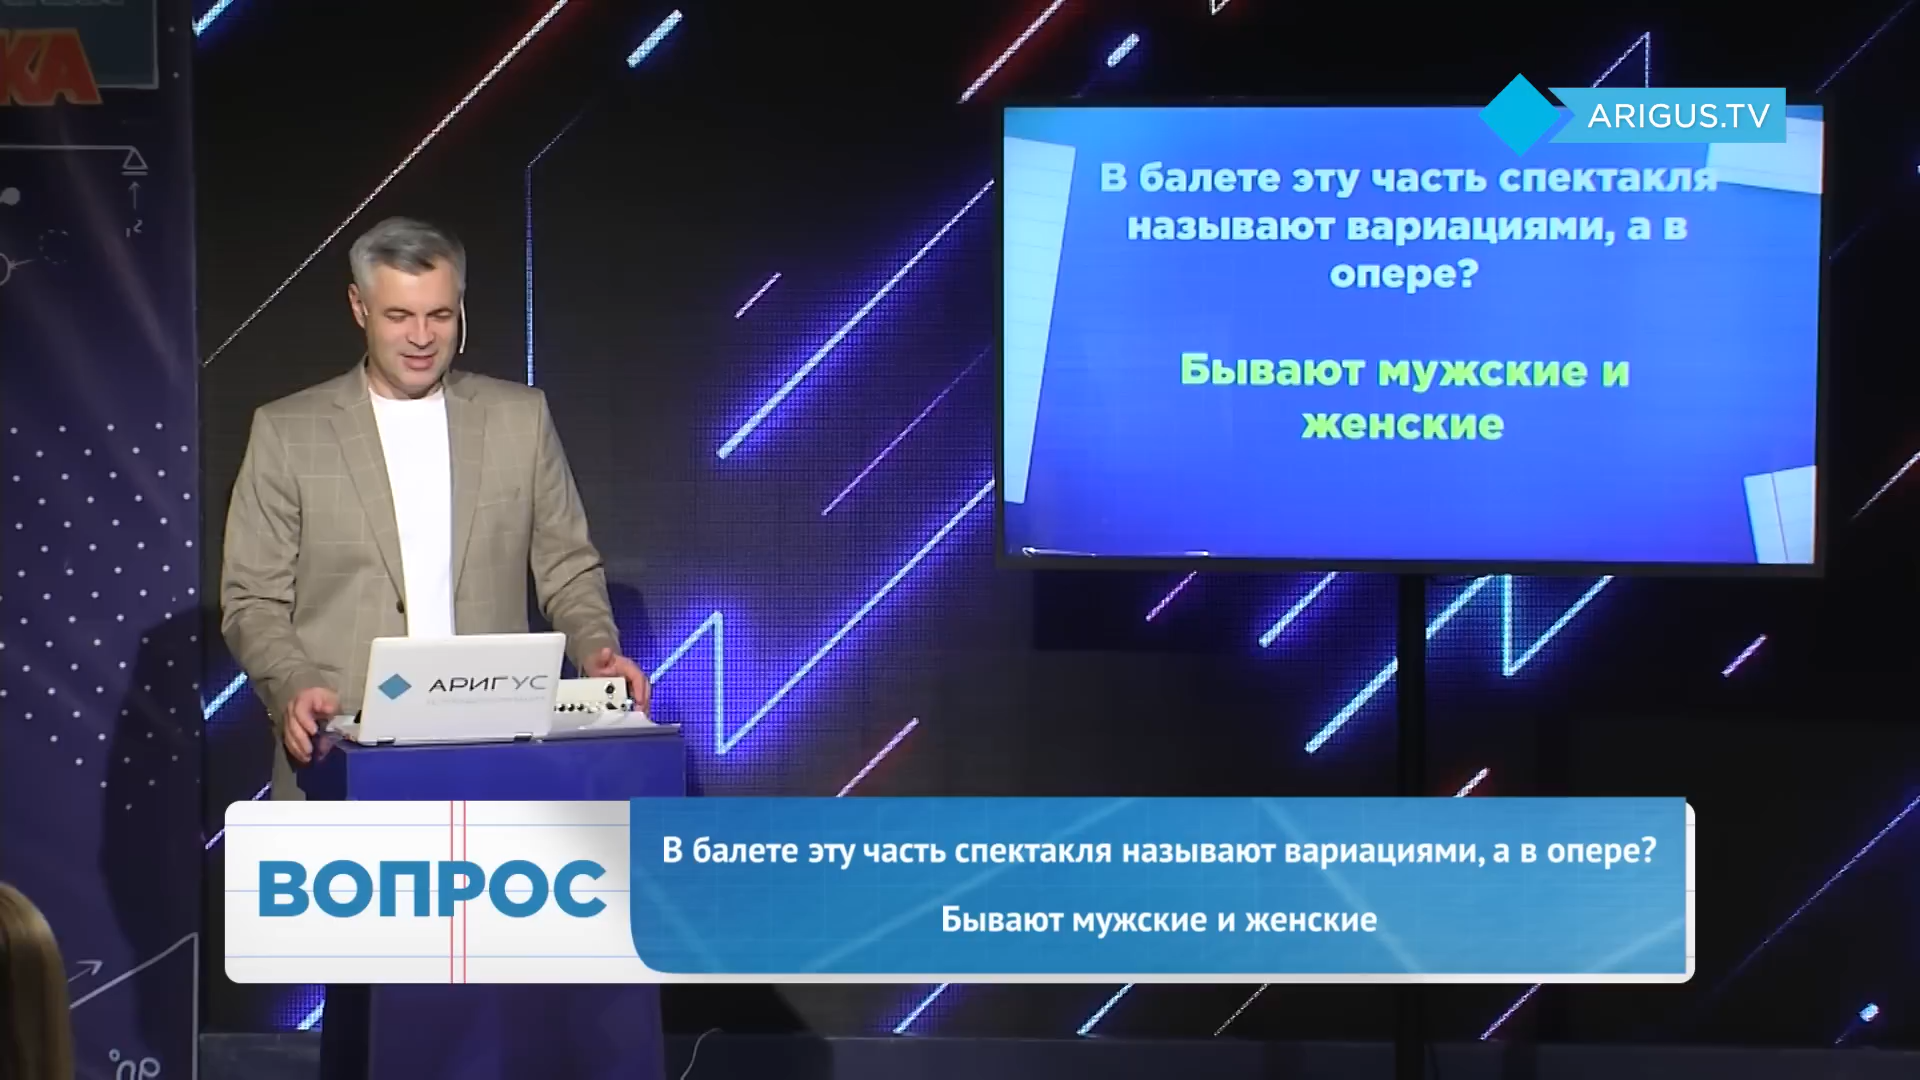 КА
ARIGUS.TV
В балете эту часть спектакля
называют вариациями, а в
опере?
Бывают мужские и
женские
АРИГУС
ВОПРОС
В балете эту часть спектакля называют вариациями, а в опере?
Бывают мужские и женские